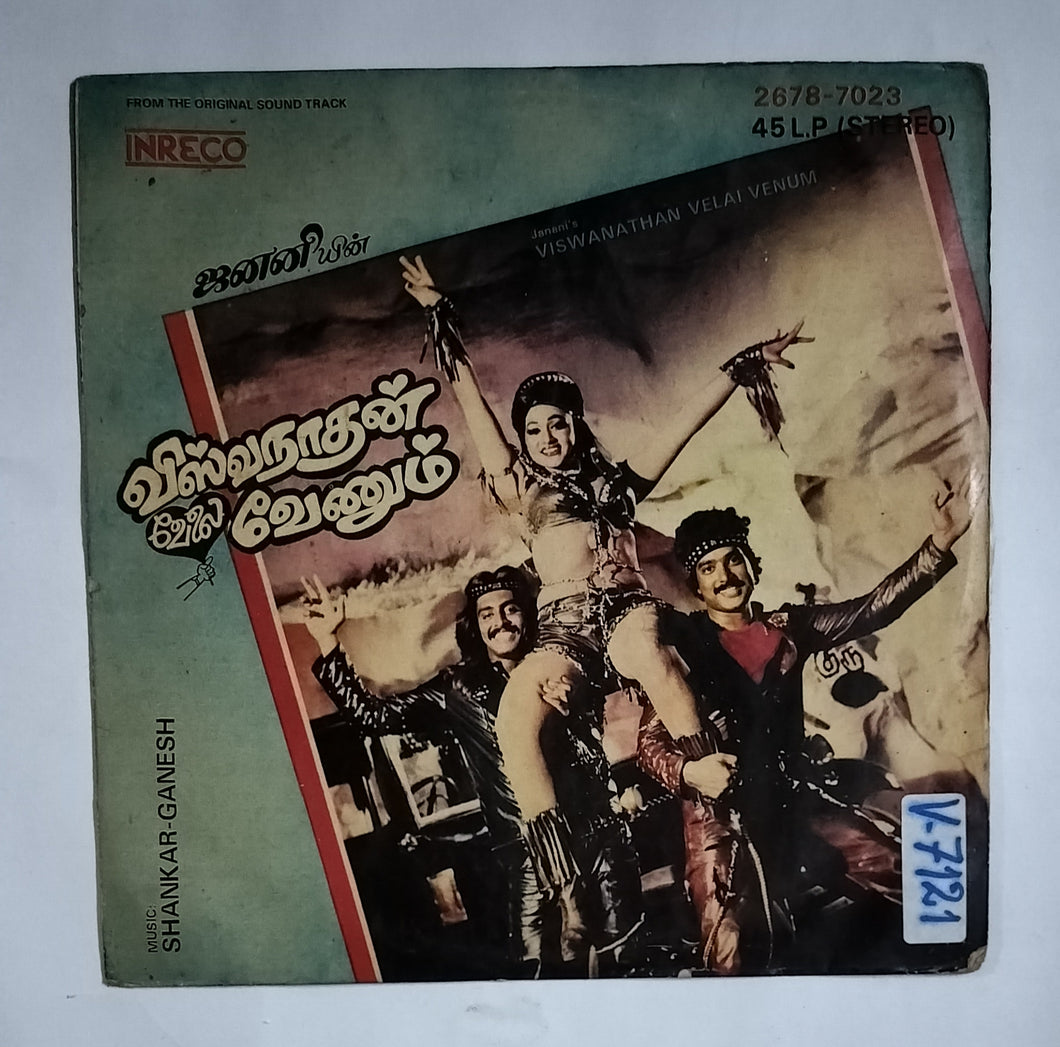 FROM THE ORIGINAL SOUND TRACK
INRECO
2678-7023
45 L.P (STEREO)
ஜனனியின்
Janani's
VISWANATHAN VELAI VENUM
விஸ்வநாதன்
வேலை வேணும்
குரு
MUSIC:
SHANKAR-GANESH
V-7121